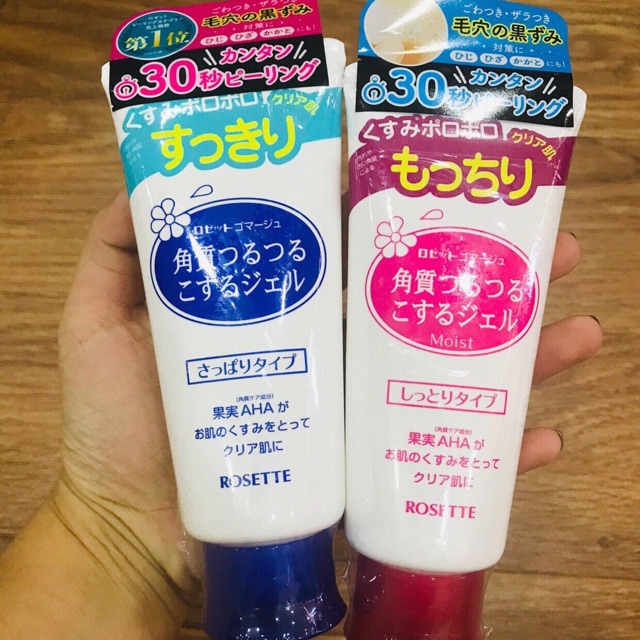 第1位
毛穴の黒ずみ
対策に
ひじ ひざ かかと にも!
カンタン
30秒ピーリング
くすみポロポロ
クリア肌
すっきり
ロゼット ゴマージュ
角質つるつる
こするジェル
さっぱりタイプ
(角質ケア成分)
果実AHAが
お肌のくすみをとって
クリア肌に
ROSETTE
ごわつき・ザラつき
毛穴の黒ずみ
対策に
ひじ ひざ かかと にも!
カンタン
30秒ピーリング
くすみポロポロ
クリア肌
もっちり
ロゼット ゴマージュ
角質つるつる
こするジェル
Moist
しっとりタイプ
(角質ケア成分)
果実AHAが
お肌のくすみをとって
クリア肌に
ROSETTE